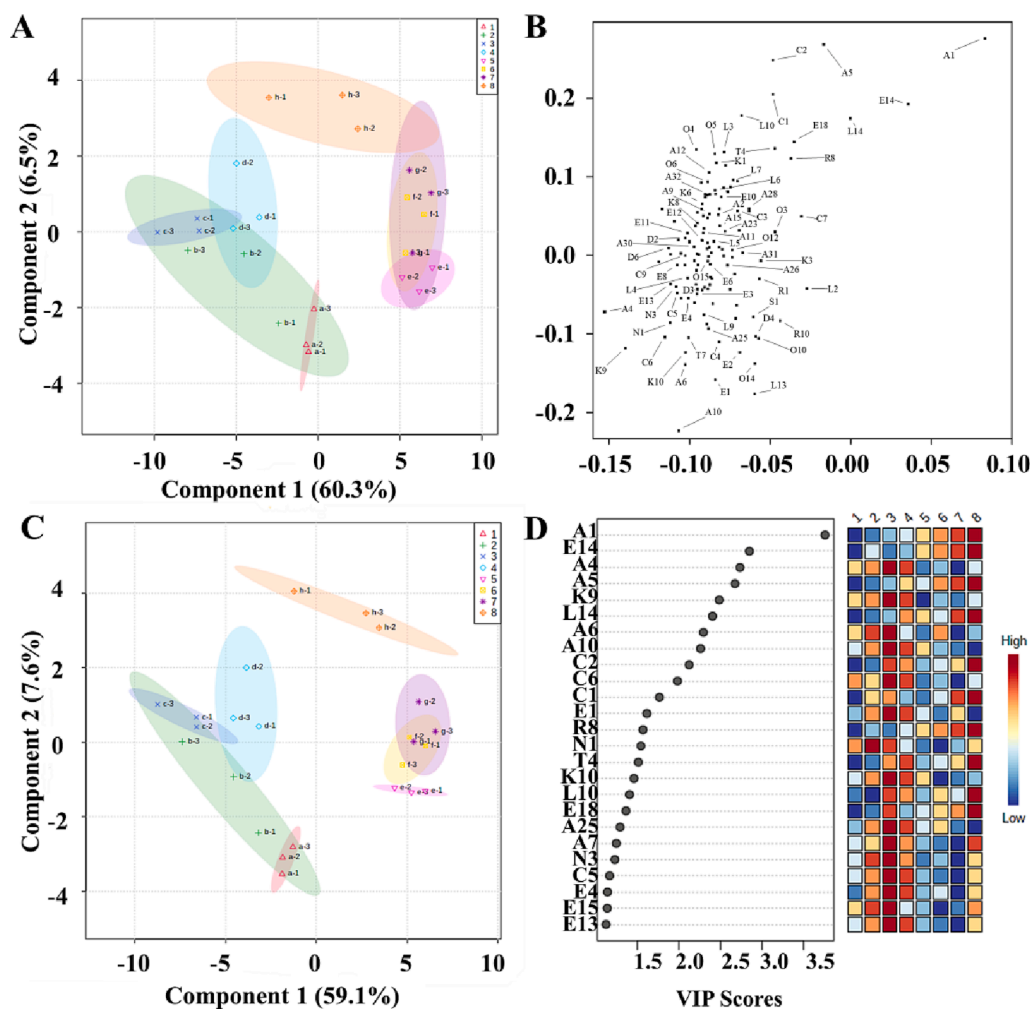 A
Component 2 (6.5%)
4
2
0
-2
-4
-10
-5
0
5
10
Component 1 (60.3%)
1
2
3
4
5
6
7
8
h-1
h-3
h-2
d-2
d-1
d-3
c-1
c-2
c-3
b-3
b-2
b-1
a-3
a-2
a-1
g-2
g-3
f-2
f-1
g-1
e-1
e-2
e-3
B
0.2
0.1
0.0
-0.1
-0.2
-0.15
-0.10
-0.05
0.00
0.05
0.10
C2
A5
A1
E14
C1
L14
L10
E18
O4
O5
L3
T4
R8
A12
K1
O6
L7
A32
L6
A9
K6
E10
A28
K8
A2
O3
E12
A15
C3
C7
E11
A23
A11
A30
D2
L5
O12
D6
A31
K3
C9
E8
O15
E6
A26
L4
D3
E3
R1
L2
E13
S1
A4
N3
C5
E4
L9
D4
R10
N1
A25
O10
K9
C6
T7
C4
E2
K10
A6
O14
E1
L13
A10
C
Component 2 (7.6%)
4
2
0
-2
-4
-10
-5
0
5
10
Component 1 (59.1%)
1
2
3
4
5
6
7
8
h-1
h-3
h-2
d-2
d-3
d-1
c-3
c-1
c-2
b-3
b-2
b-1
a-3
a-2
a-1
g-2
g-3
f-2
g-1
f-1
f-3
e-2
e-3
e-1
D
1 2 3 4 5 6 7 8
A1
E14
A4
A5
K9
L14
A6
A10
C2
C6
C1
E1
R8
N1
T4
K10
L10
E18
A25
A7
N3
C5
E4
E15
E13
1.5 2.0 2.5 3.0 3.5
VIP Scores
High
Low